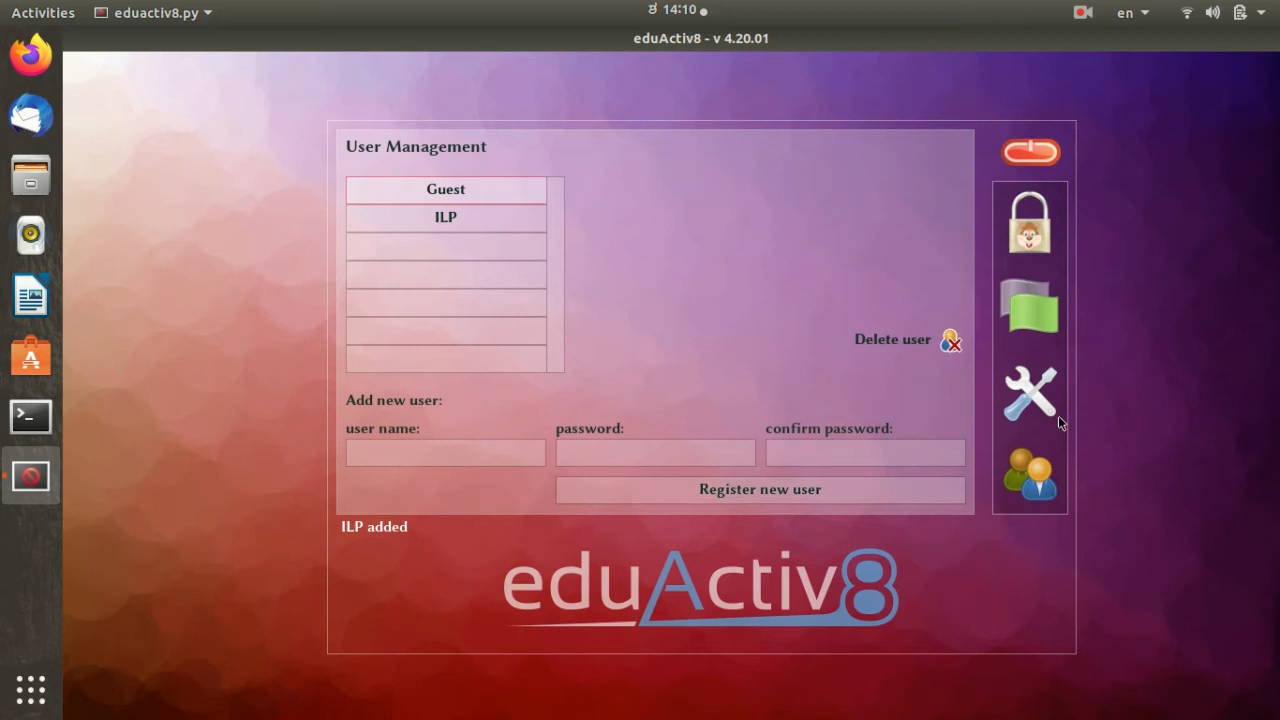 Activities
eduactiv8.py
14:10
en
eduActiv8 - v 4.20.01
User Management
Guest
ILP
Delete user
Add new user:
user name:
password:
confirm password:
Register new user
ILP added
eduActiv8